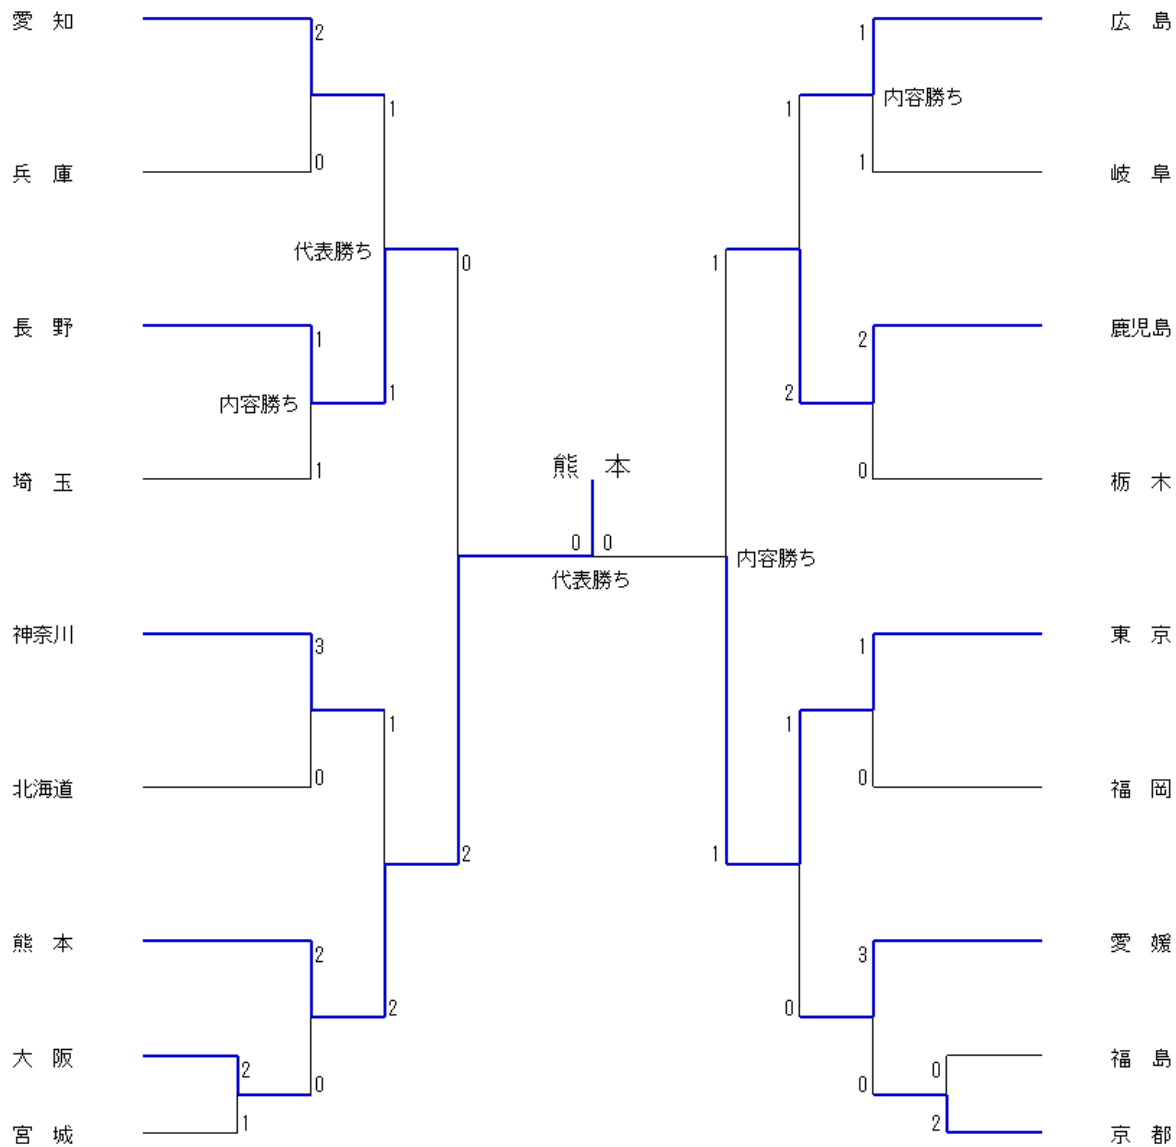 愛　知 2 1 広　島
1 1 内容勝ち
兵　庫 0 1 岐　阜
代表勝ち 0 1
長　野 1 2 鹿児島
内容勝ち 1 2
埼　玉 1 0 栃　木
熊　本
0 0 内容勝ち
代表勝ち
神奈川 3 1 東　京
1 1
北海道 0 0 福　岡
2 1
熊　本 2 3 愛　媛
2 0
大　阪 2 0 福　島
0 0
宮　城 1 2 京　都